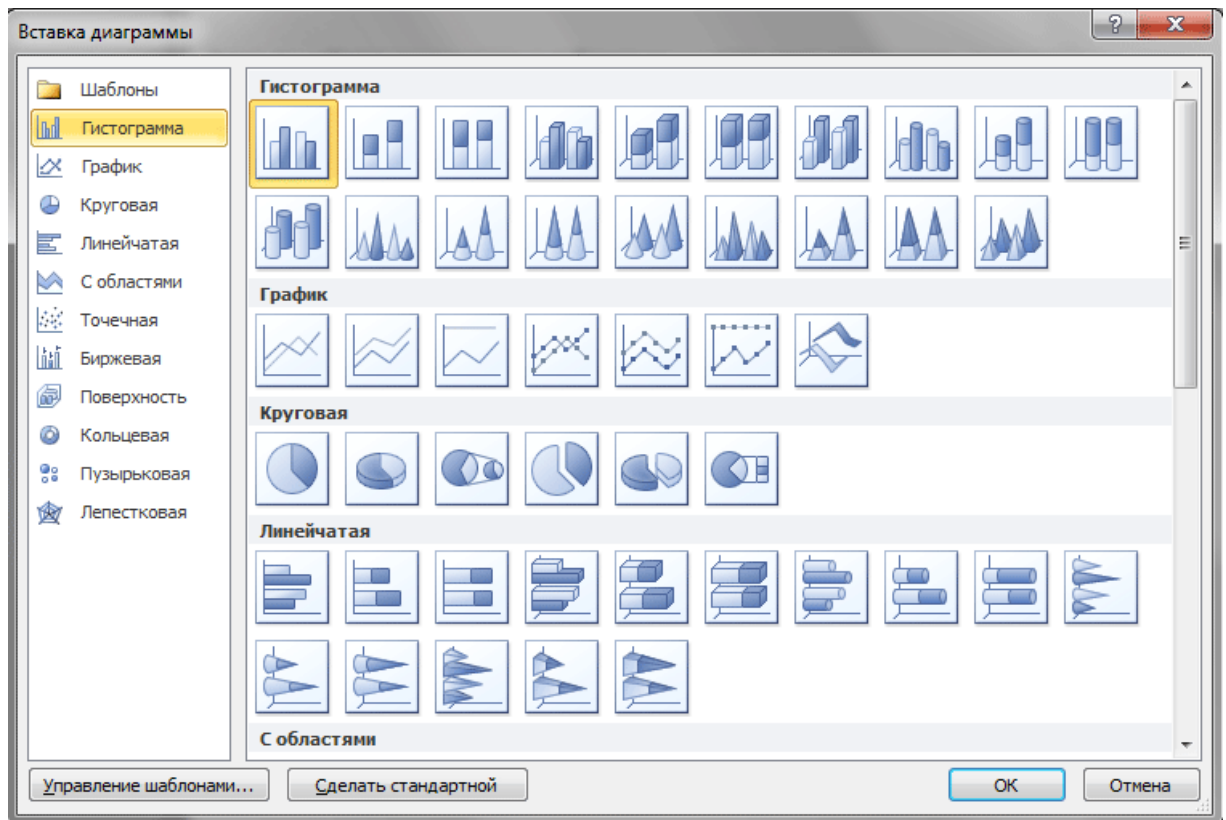 Вставка диаграммы
?
X
Шаблоны
Гистограмма
График
Круговая
Линейчатая
С областями
Точечная
Биржевая
Поверхность
Кольцевая
Пузырьковая
Лепестковая
Гистограмма
График
Круговая
Линейчатая
С областями
Управление шаблонами...
Сделать стандартной
ОК
Отмена